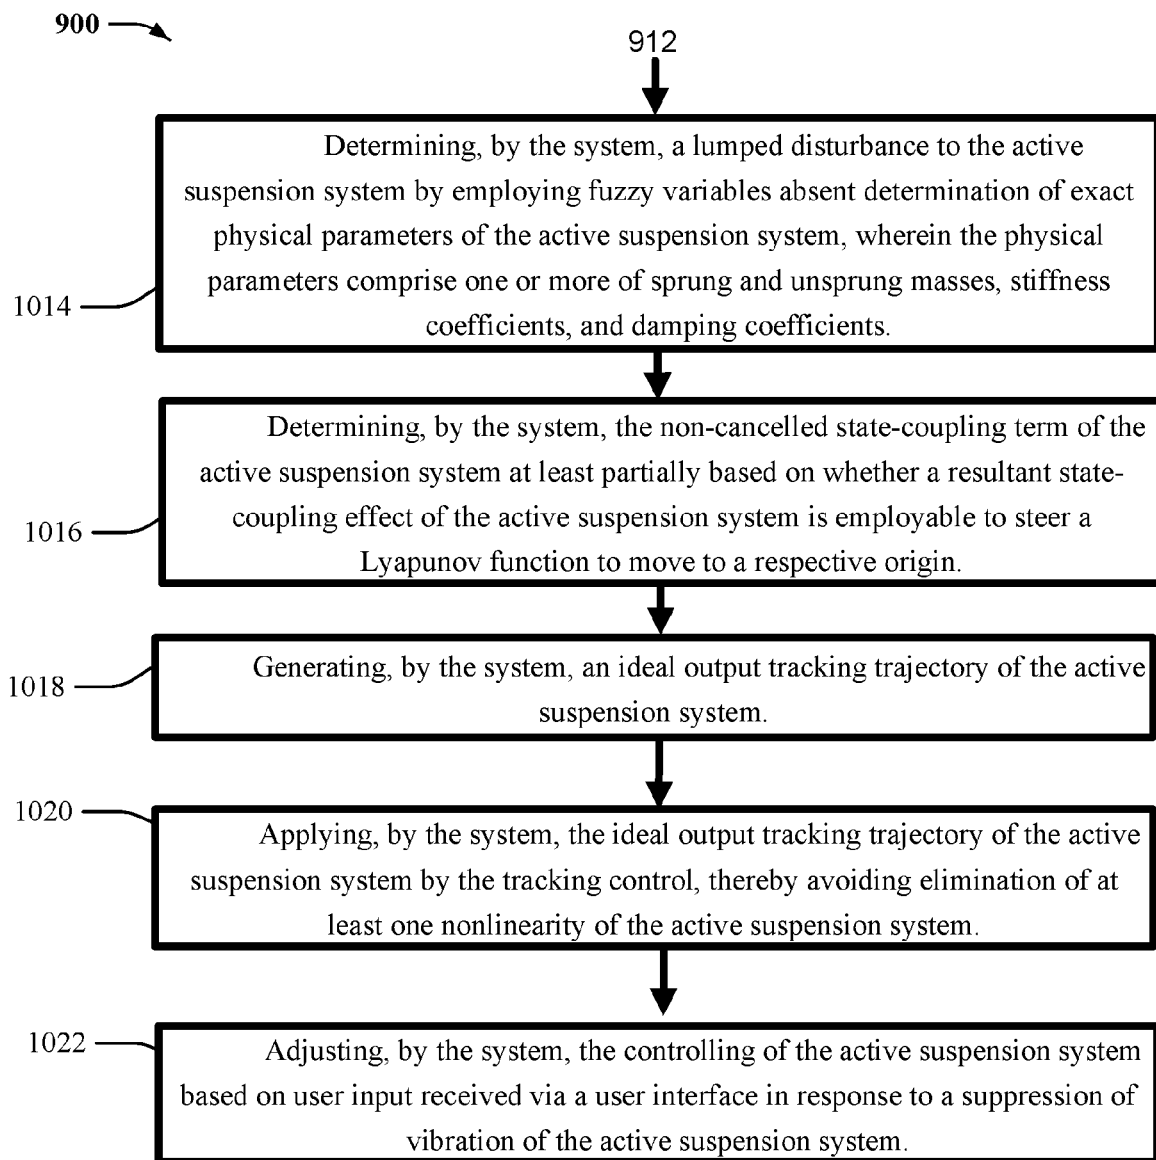 900
912
Determining, by the system, a lumped disturbance to the active
suspension system by employing fuzzy variables absent determination of exact
physical parameters of the active suspension system, wherein the physical
parameters comprise one or more of sprung and unsprung masses, stiffness
coefficients, and damping coefficients.
1014
Determining, by the system, the non-cancelled state-coupling term of the
active suspension system at least partially based on whether a resultant state-
coupling effect of the active suspension system is employable to steer a
Lyapunov function to move to a respective origin.
1016
Generating, by the system, an ideal output tracking trajectory of the active
suspension system.
1018
1020
Applying, by the system, the ideal output tracking trajectory of the active
suspension system by the tracking control, thereby avoiding elimination of at
least one nonlinearity of the active suspension system.
1022
Adjusting, by the system, the controlling of the active suspension system
based on user input received via a user interface in response to a suppression of
vibration of the active suspension system.